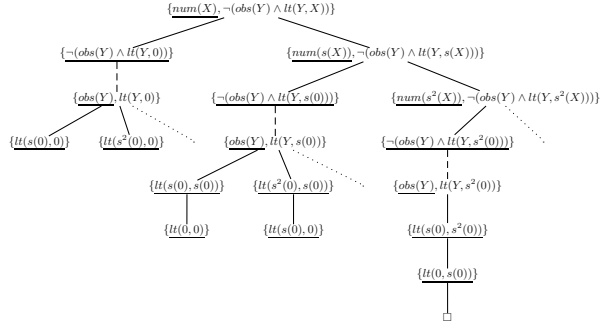 {num(X), ¬(obs(Y) ∧ lt(Y, X))}
{¬(obs(Y) ∧ lt(Y, 0))} {num(s(X)), ¬(obs(Y) ∧ lt(Y, s(X)))}
{obs(Y), lt(Y, 0)} {¬(obs(Y) ∧ lt(Y, s(0)))} {num(s²(X)), ¬(obs(Y) ∧ lt(Y, s²(X)))}
{lt(s(0), 0)} {lt(s²(0), 0)} {obs(Y), lt(Y, s(0))} {¬(obs(Y) ∧ lt(Y, s²(0)))}
{lt(s(0), s(0))} {lt(s²(0), s(0))} {obs(Y), lt(Y, s²(0))}
{lt(0, 0)} {lt(s(0), 0)} {lt(s(0), s²(0))}
{lt(0, s(0))}
□